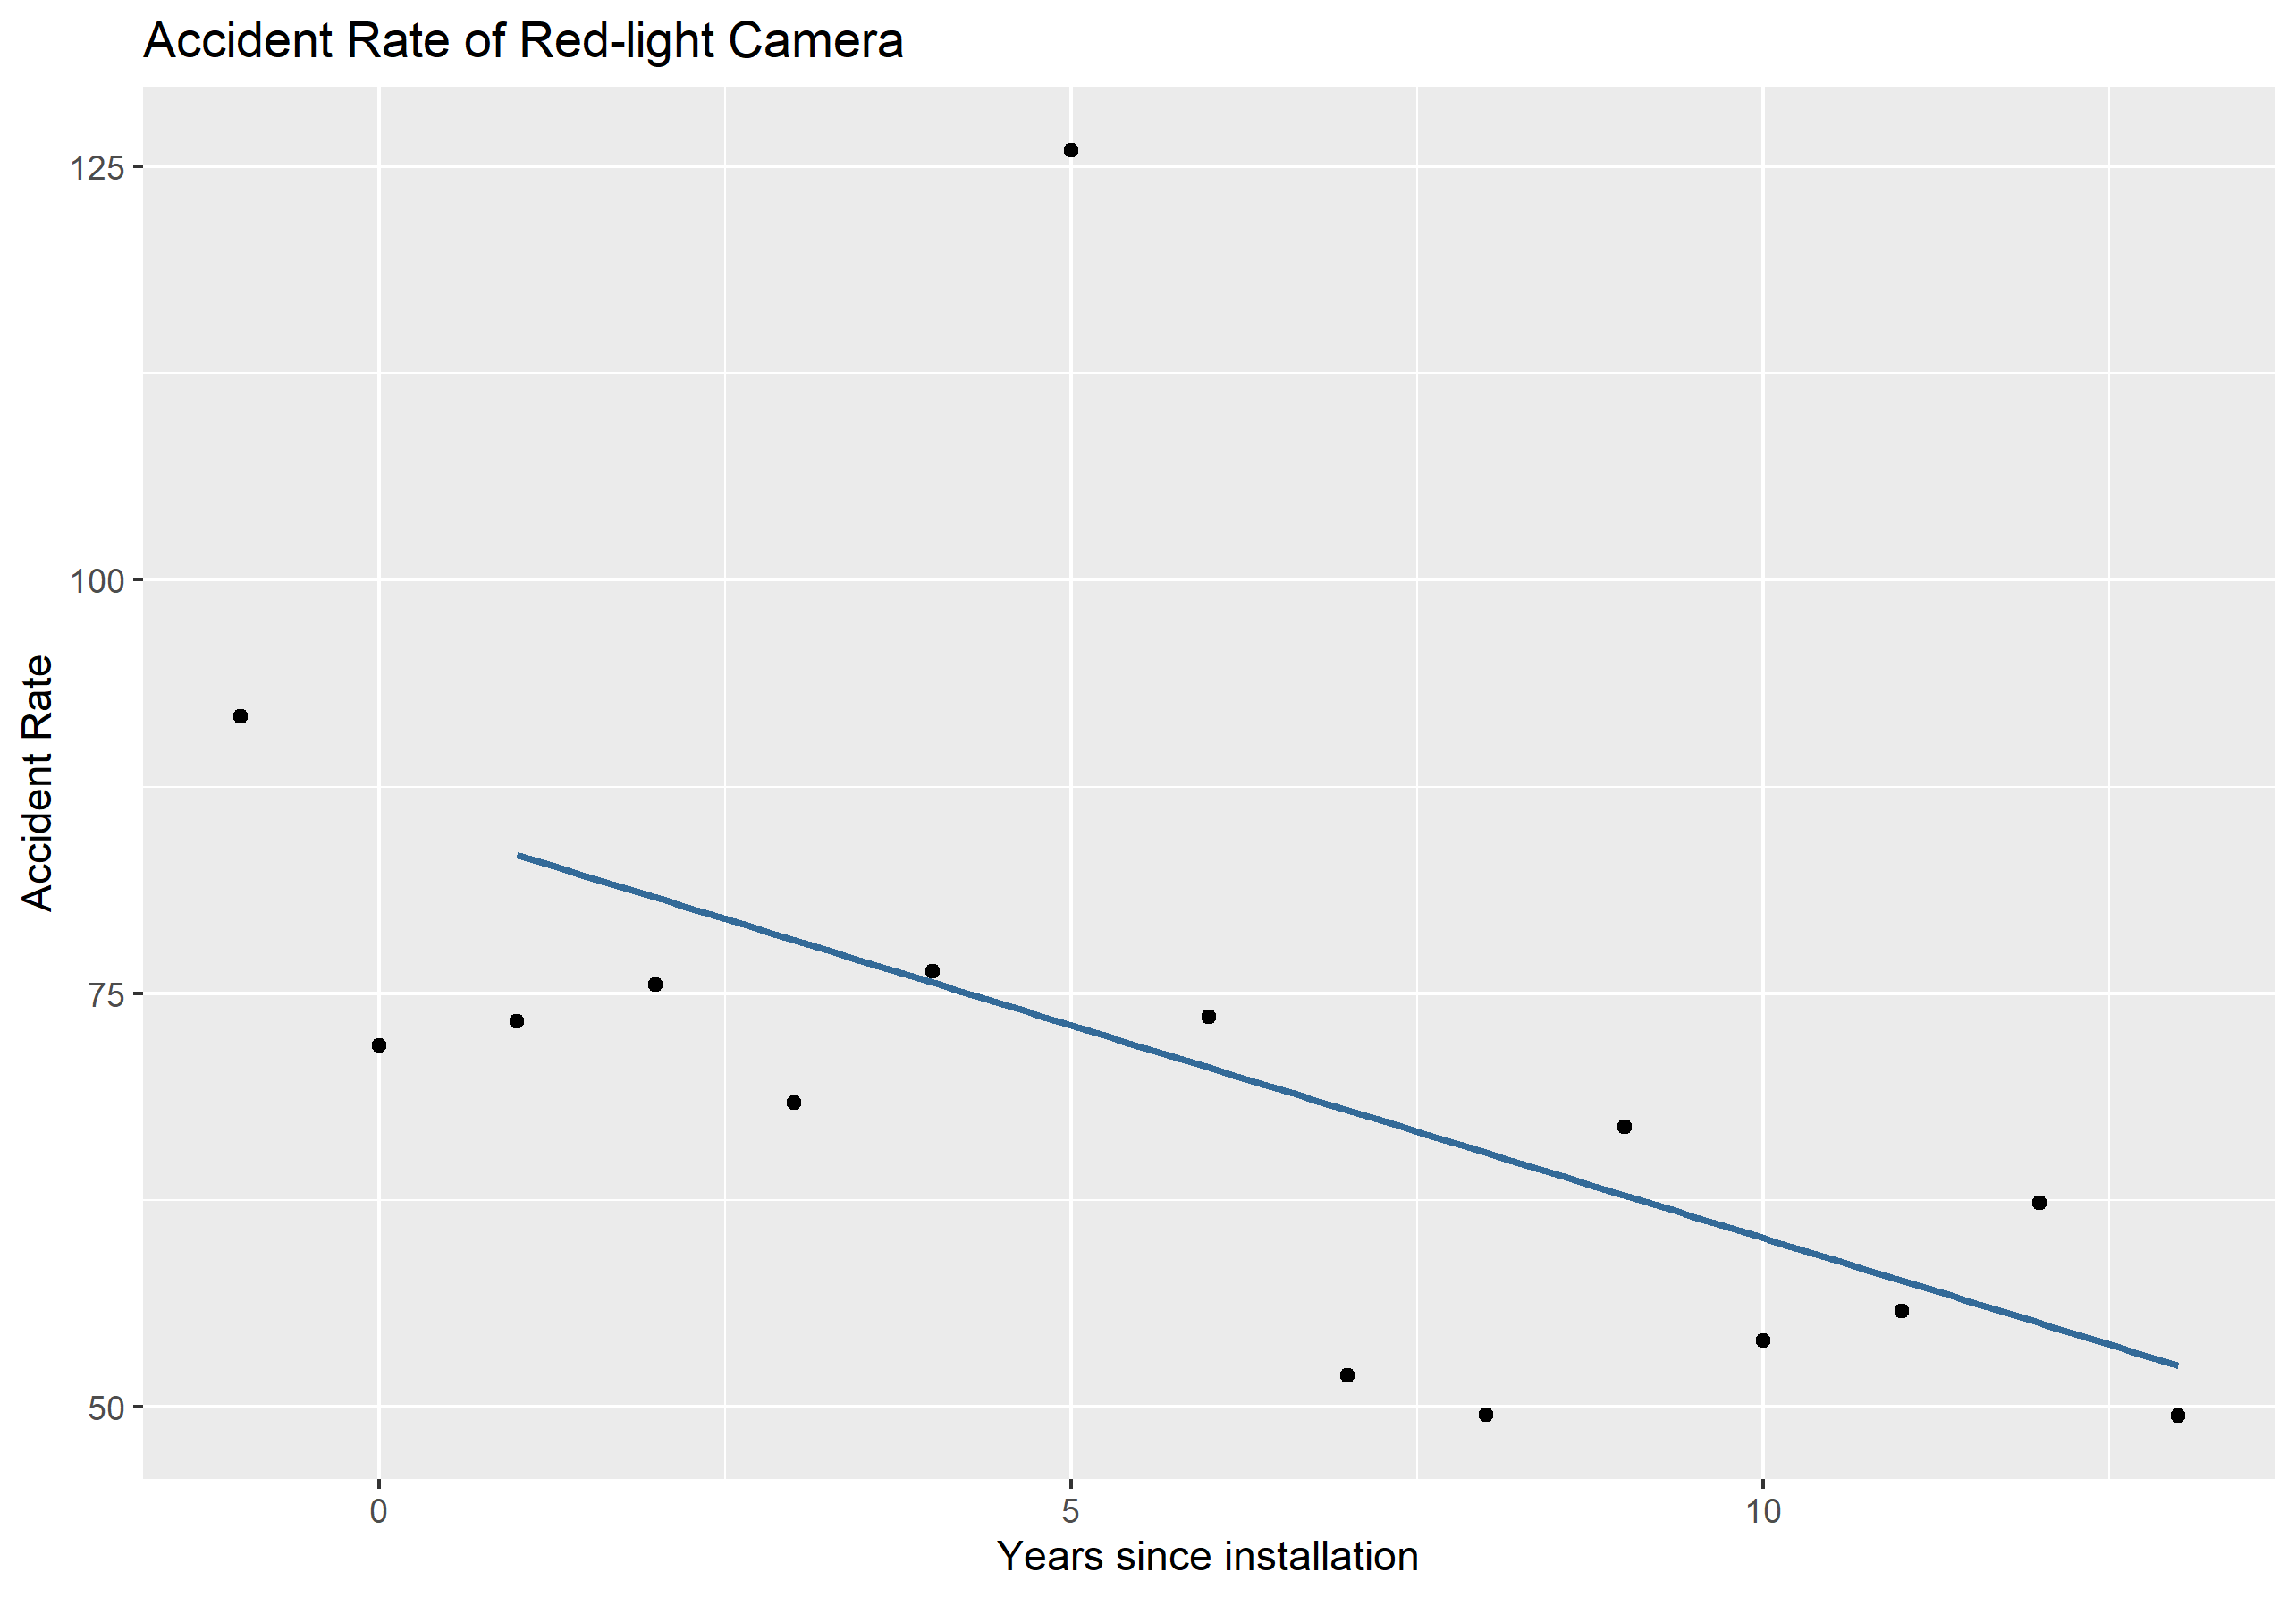 Accident Rate of Red-light Camera
125
100
75
50
Accident Rate
0 5 10
Years since installation